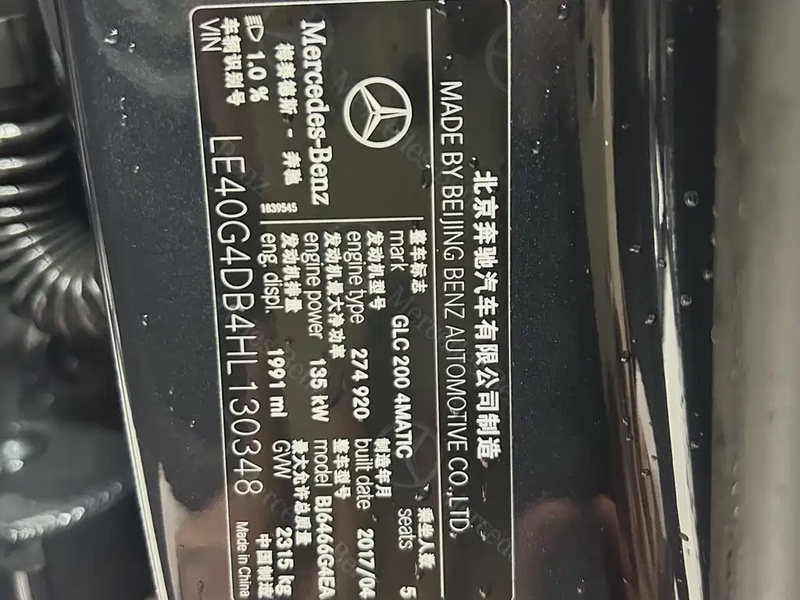 北京奔驰汽车有限公司制造
MADE BY BEIJING BENZ AUTOMOTIVE CO.,LTD.
Mercedes-Benz
梅赛德斯 - 奔驰
1.0 %
1839545
整车标志
mark GLC 200 4MATIC
乘坐人数
seats 5
发动机型号
engine type 274 920
制造年月
built date 2017/04
发动机最大净功率
engine power 135 kW
整车型号
model BJ6466G4EA
发动机排量
eng. displ. 1991 ml
最大允许总质量
GVW 2315 kg
车辆识别号
VIN LE40G4DB4HL130348
中国制造
Made in China